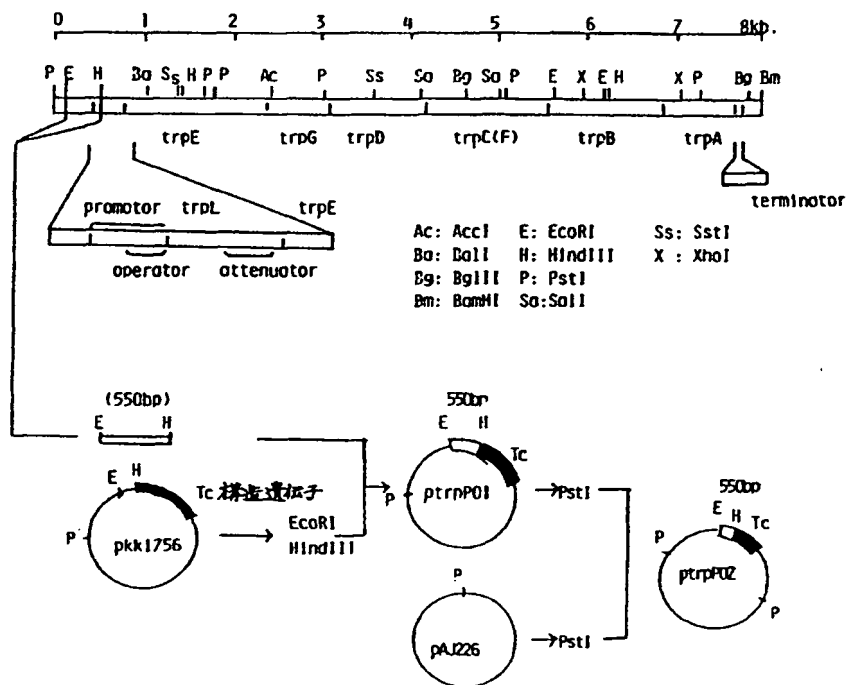 0 1 2 3 4 5 6 7 8kp.
P E H Ba Ss H P P Ac P Ss Sa Bg Sa P E X E H X P Bg Bm
trpE trpG trpD trpC(F) trpB trpA
terminator
promotor trpL trpE
operator attenuator
Ac: AccI E: EcoRI Ss: SstI
Ba: BalI H: HindIII X : XhoI
Bg: BglII P: PstI
Bm: BamHI Sa:SalI
(550bp)
E H
550bp
E H
Tc
ptrpPO1
P
PstI
E H
Tc 構造遺伝子
P
pkk1756
EcoRI
HindIII
550bp
E H Tc
P
ptrpPO2
P
P
pAJ226
PstI